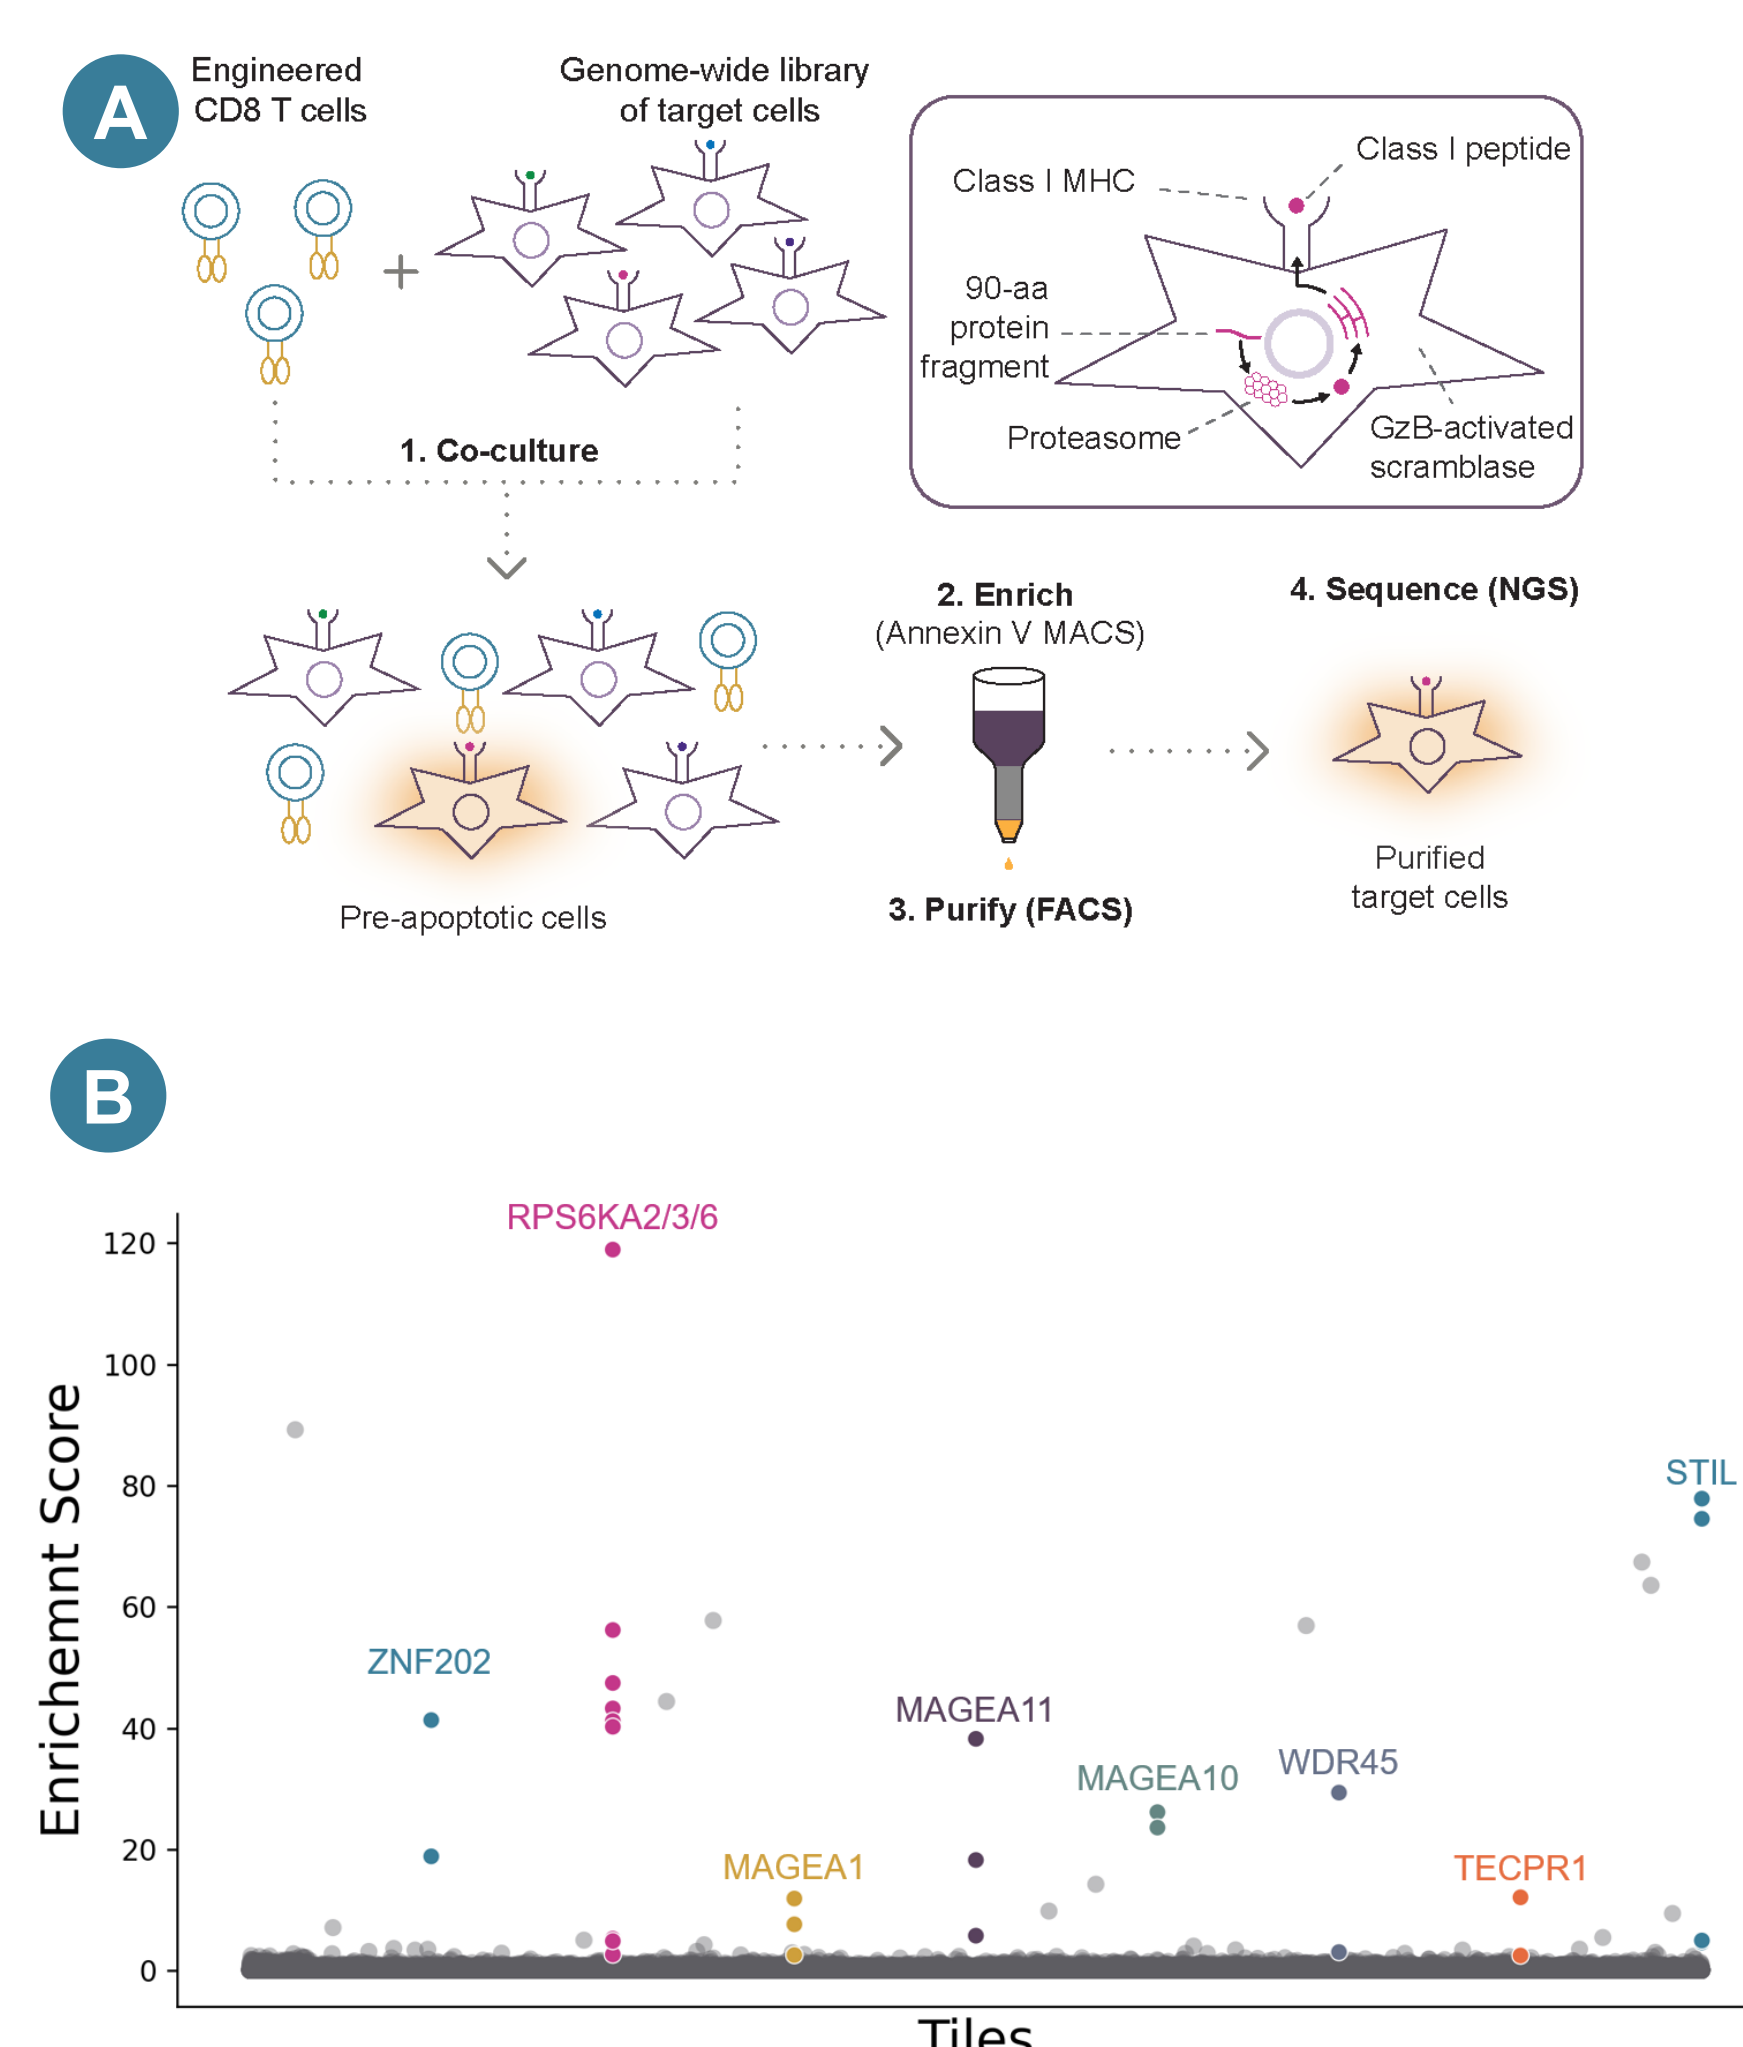 A
Engineered
CD8 T cells
Genome-wide library
of target cells
Class I peptide
Class I MHC
90-aa
protein
fragment
Proteasome
GzB-activated
scramblase
1. Co-culture
2. Enrich
(Annexin V MACS)
4. Sequence (NGS)
3. Purify (FACS)
Pre-apoptotic cells
Purified
target cells
B
RPS6KA2/3/6
STIL
ZNF202
MAGEA11
WDR45
MAGEA10
MAGEA1
TECPR1
120
100
80
60
40
20
0
Enrichemnt Score
Tiles